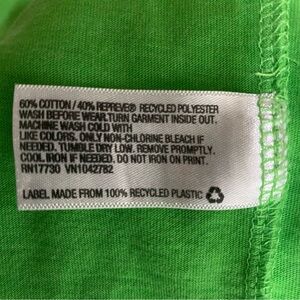 60% COTTON / 40% REPREVE® RECYCLED POLYESTER
WASH BEFORE WEAR.TURN GARMENT INSIDE OUT.
MACHINE WASH COLD WITH
LIKE COLORS. ONLY NON-CHLORINE BLEACH IF
NEEDED. TUMBLE DRY LOW. REMOVE PROMPTLY.
COOL IRON IF NEEDED. DO NOT IRON ON PRINT.
RN17730 VN1042782
LABEL MADE FROM 100% RECYCLED PLASTIC